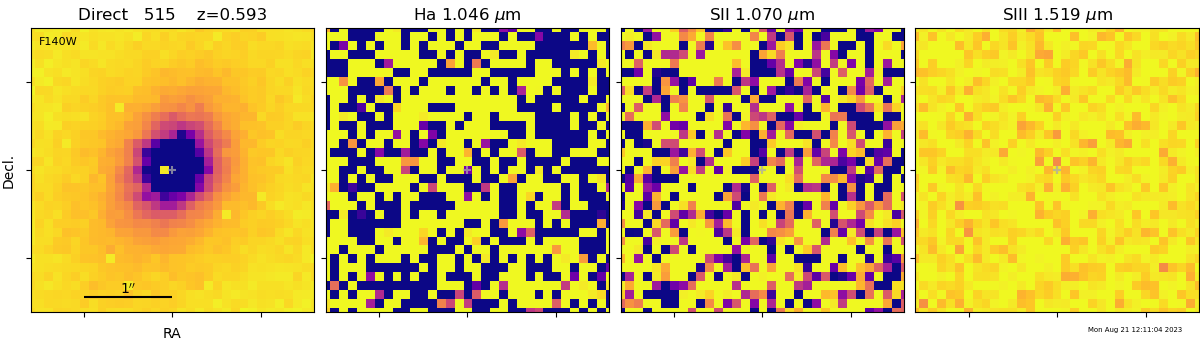 Direct 515 z=0.593
Ha 1.046 μm
SII 1.070 μm
SIII 1.519 μm
F140W
1″
Decl.
RA
Mon Aug 21 12:11:04 2023